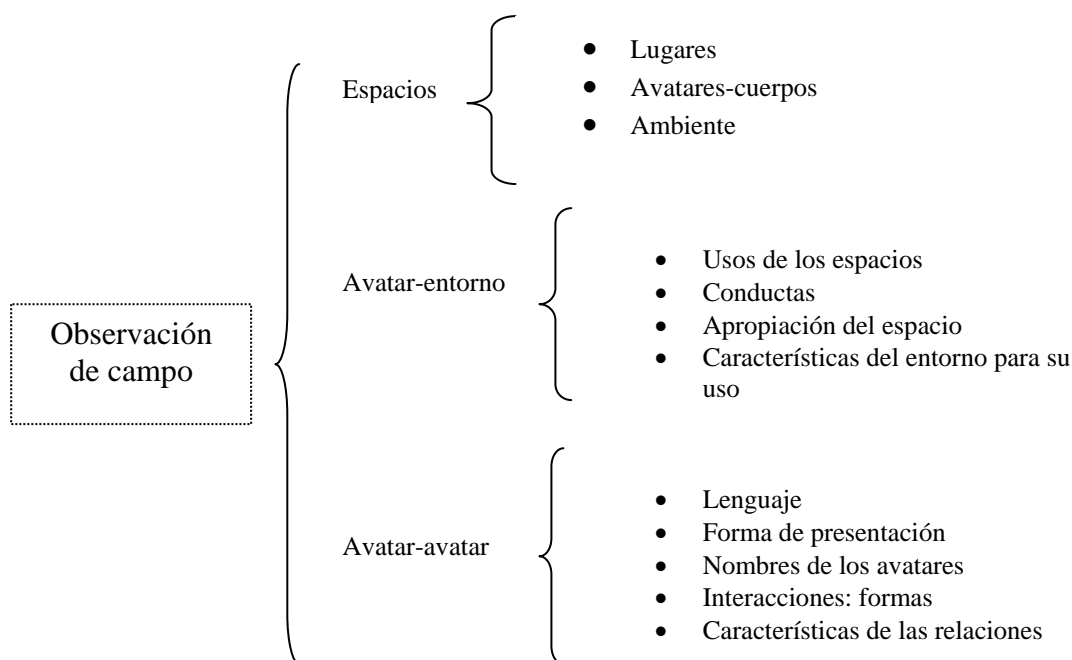 Observación
de campo
Espacios
• Lugares
• Avatares-cuerpos
• Ambiente
Avatar-entorno
• Usos de los espacios
• Conductas
• Apropiación del espacio
• Características del entorno para su
uso
Avatar-avatar
• Lenguaje
• Forma de presentación
• Nombres de los avatares
• Interacciones: formas
• Características de las relaciones